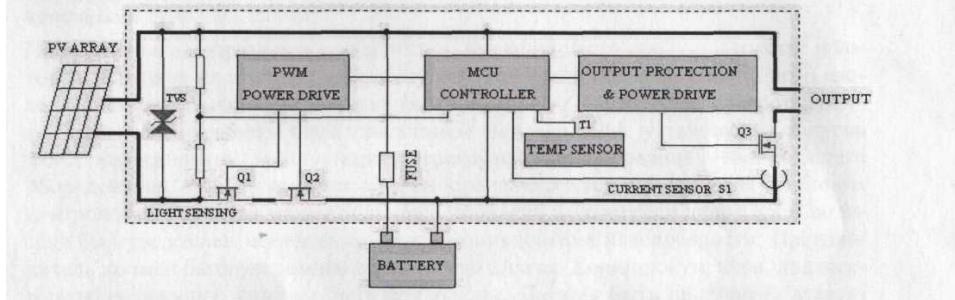 PV ARRAY
TVS
PWM
POWER DRIVE
MCU
CONTROLLER
OUTPUT PROTECTION
& POWER DRIVE
OUTPUT
T1
TEMP SENSOR
Q3
FUSE
Q1
Q2
CURRENT SENSOR S1
LIGHT SENSING
BATTERY